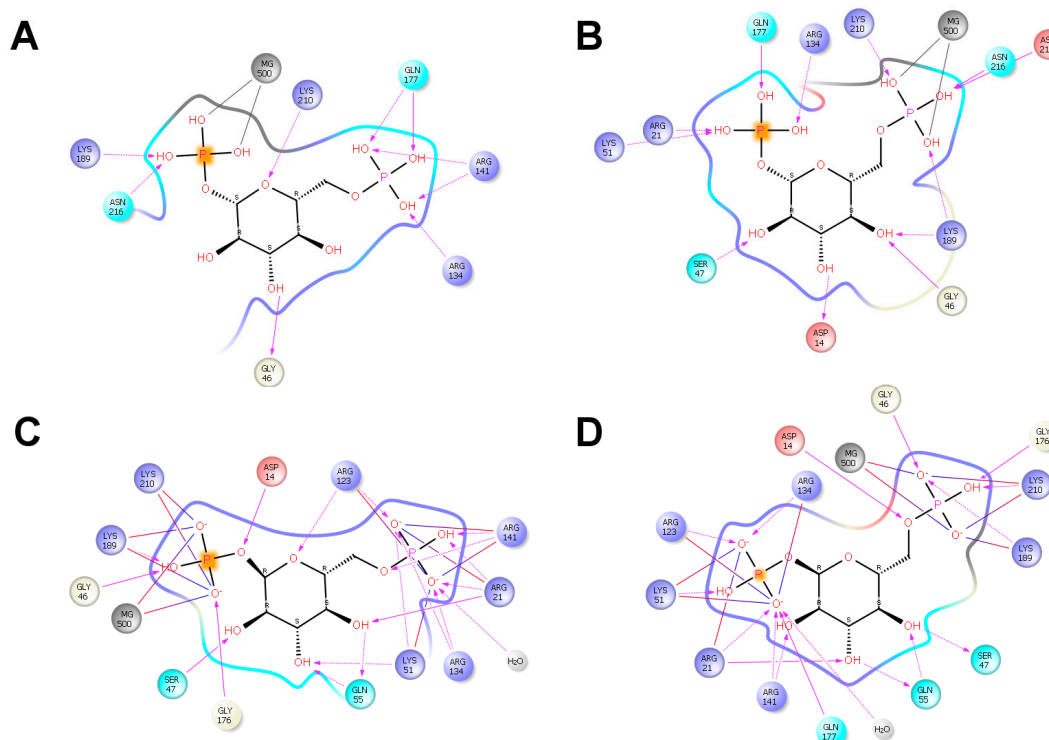 A
MG
500
LYS
210
GLN
177
LYS
189
ASN
216
ARG
141
ARG
134
GLY
46
HO
HO
P
OH
O
O
S
R
R
S
S
HO
OH
OH
O
HO
P
OH
OH
B
GLN
177
ARG
134
LYS
210
MG
500
ASN
216
AS
21
ARG
21
LYS
51
LYS
189
SER
47
GLY
46
ASP
14
OH
HO
P
OH
O
O
S
R
R
S
S
HO
OH
OH
O
HO
P
OH
OH
C
LYS
210
ASP
14
ARG
123
LYS
189
ARG
141
GLY
46
ARG
21
MG
500
SER
47
GLY
176
GLN
55
LYS
51
ARG
134
H₂O
O-
HO
P
O
O-
O
R
R
R
S
S
HO
OH
OH
O
O-
P
OH
O-
D
GLY
46
ASP
14
GLY
176
MG
500
ARG
134
LYS
210
ARG
123
LYS
189
LYS
51
ARG
21
SER
47
ARG
141
GLN
55
GLN
177
H₂O
O-
HO
P
O
O-
O
R
R
R
S
S
HO
OH
OH
O
O-
P
OH
O-